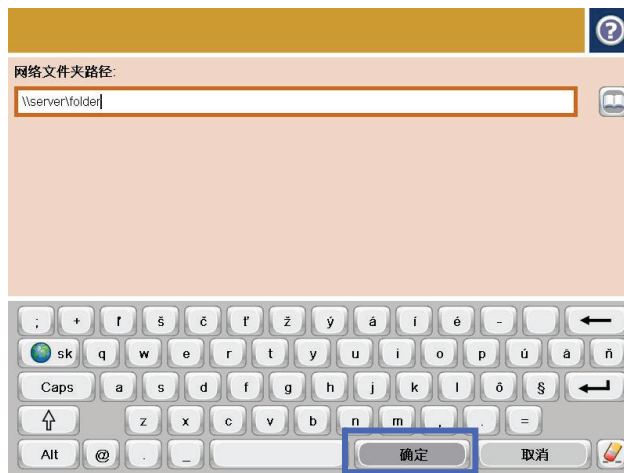 ?
网络文件夹路径:
\\server\folder
; + ľ š č ť ž ý á í é -
sk q w e r t y u i o p ú ä ň
Caps a s d f g h j k l ô §
z x c v b n m , . =
Alt @ . _ 确定 取消